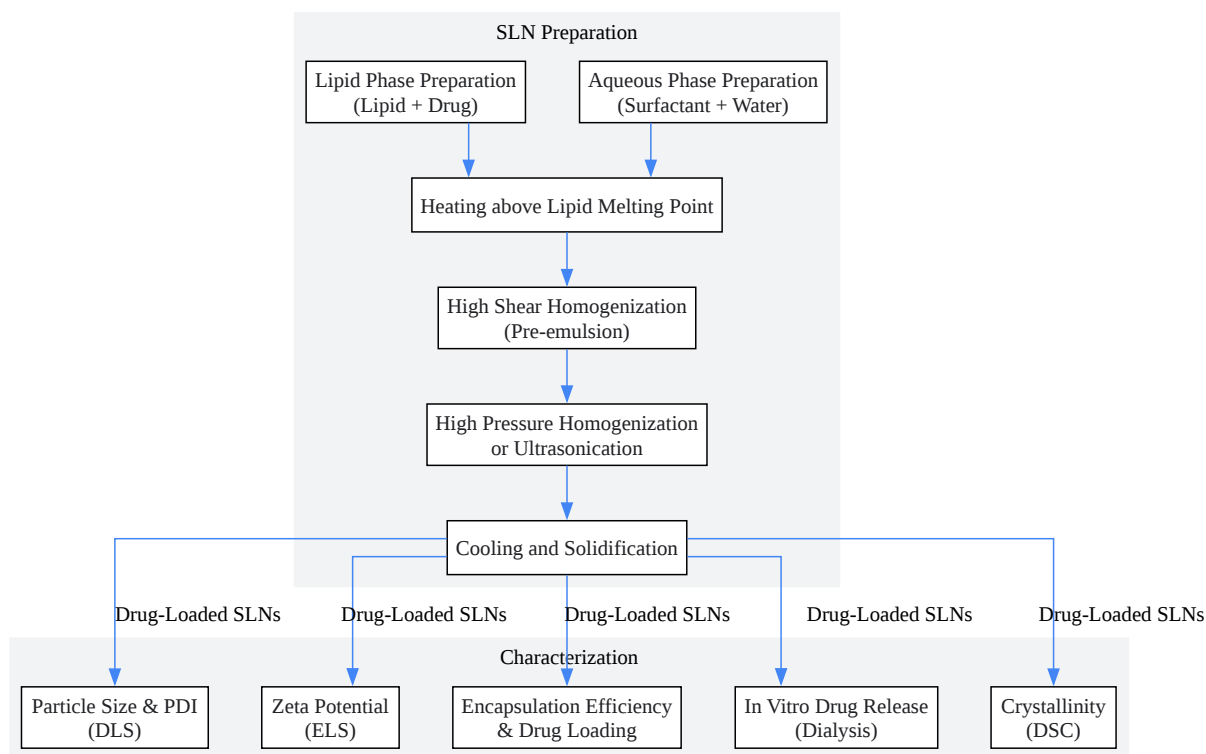 SLN Preparation
Lipid Phase Preparation
(Lipid + Drug)
Aqueous Phase Preparation
(Surfactant + Water)
Heating above Lipid Melting Point
High Shear Homogenization
(Pre-emulsion)
High Pressure Homogenization
or Ultrasonication
Cooling and Solidification
Drug-Loaded SLNs
Drug-Loaded SLNs
Drug-Loaded SLNs
Drug-Loaded SLNs
Drug-Loaded SLNs
Characterization
Particle Size & PDI
(DLS)
Zeta Potential
(ELS)
Encapsulation Efficiency
& Drug Loading
In Vitro Drug Release
(Dialysis)
Crystallinity
(DSC)